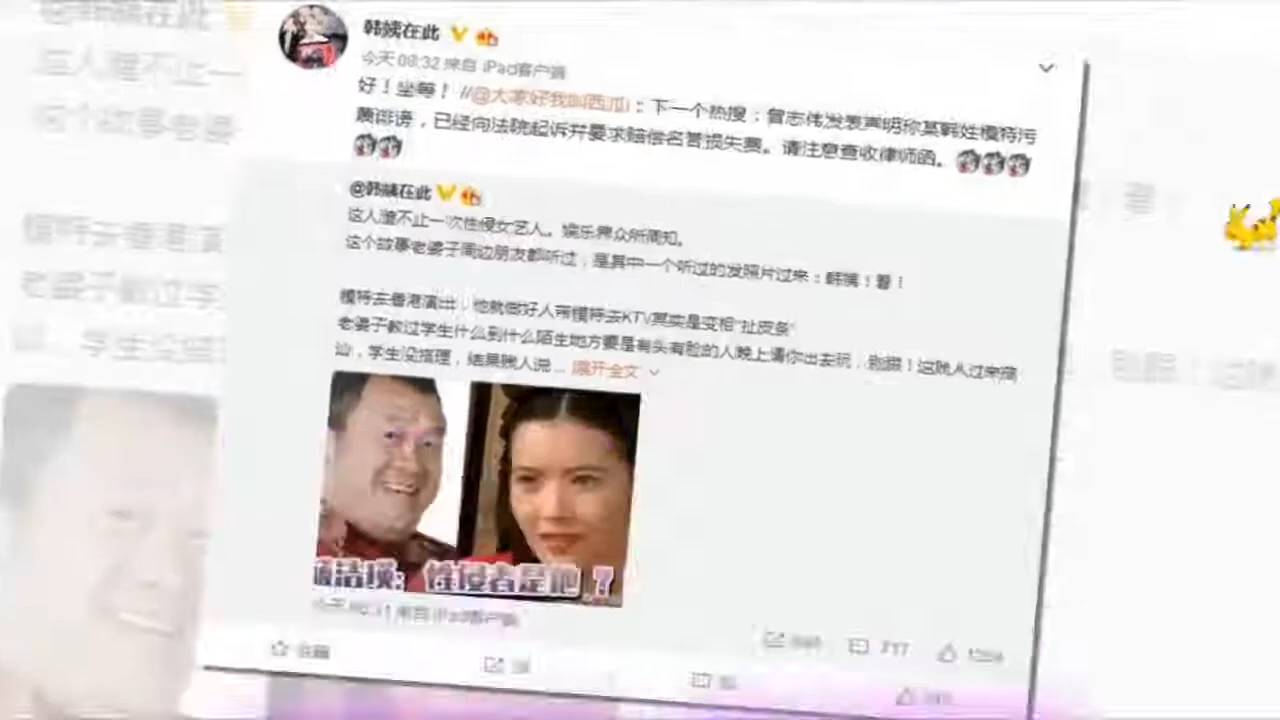 韩姨在此
今天 08:32 来自 iPad客户端
好！坐等！ //@大家好我叫西瓜：下一个热搜：曾志伟发表声明称某韩姓模特污
蔑诽谤，已经向法院起诉并要求赔偿名誉损失费。请注意查收律师函。
@韩姨在此
这人渣不止一次性侵女艺人。娱乐界众所周知。
这个故事老婆子周边朋友都听过，是其中一个听过的发照片过来：韩姨！看！
模特去香港演出，他就做好人带模特去KTV其实是变相"扯皮条"
老婆子教过学生什么到什么陌生地方要是有头有脸的人晚上请你出去玩，别跟！这贱人过来搭
讪，学生没搭理，结果贱人说... 展开全文
洁瑛：性侵者是他？
来自 iPad客户端
收藏
717